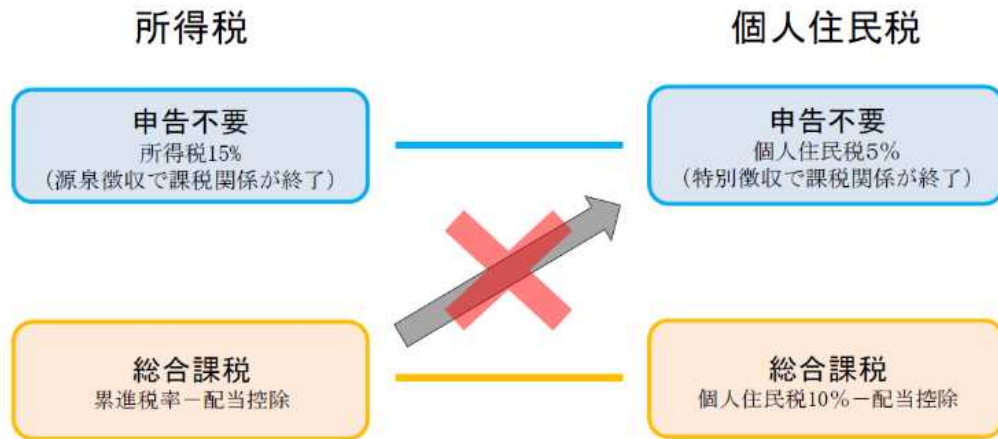 所得税
個人住民税
申告不要
所得税15%
（源泉徴収で課税関係が終了）
申告不要
個人住民税5%
（特別徴収で課税関係が終了）
総合課税
累進税率－配当控除
総合課税
個人住民税10%－配当控除